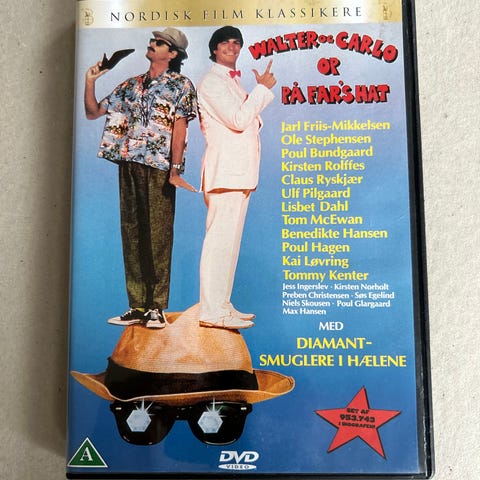 NORDISK FILM KLASSIKERE
WALTER OG CARLO
OP
PÅ FAR'S HAT
Jarl Friis-Mikkelsen
Ole Stephensen
Poul Bundgaard
Kirsten Rolffes
Claus Ryskjær
Ulf Pilgaard
Lisbet Dahl
Tom McEwan
Benedikte Hansen
Poul Hagen
Kai Løvring
Tommy Kenter
Jess Ingerslev · Kirsten Norholt
Preben Christensen · Søs Egelind
Niels Skousen · Poul Glargaard
Max Hansen
MED
DIAMANT-
SMUGLERE I HÆLENE
SET AF
953.743
I BIOGRAFEN!
A
DVD
VIDEO